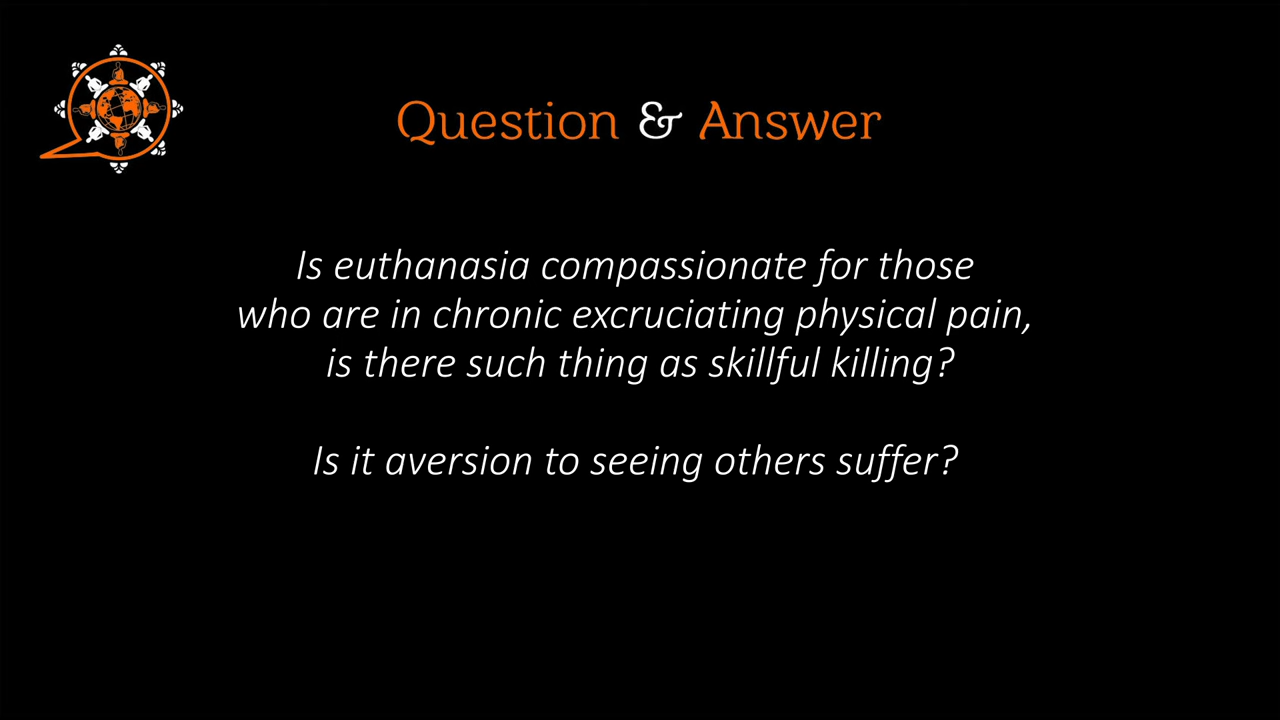 Question & Answer
Is euthanasia compassionate for those
who are in chronic excruciating physical pain,
is there such thing as skillful killing?
Is it aversion to seeing others suffer?